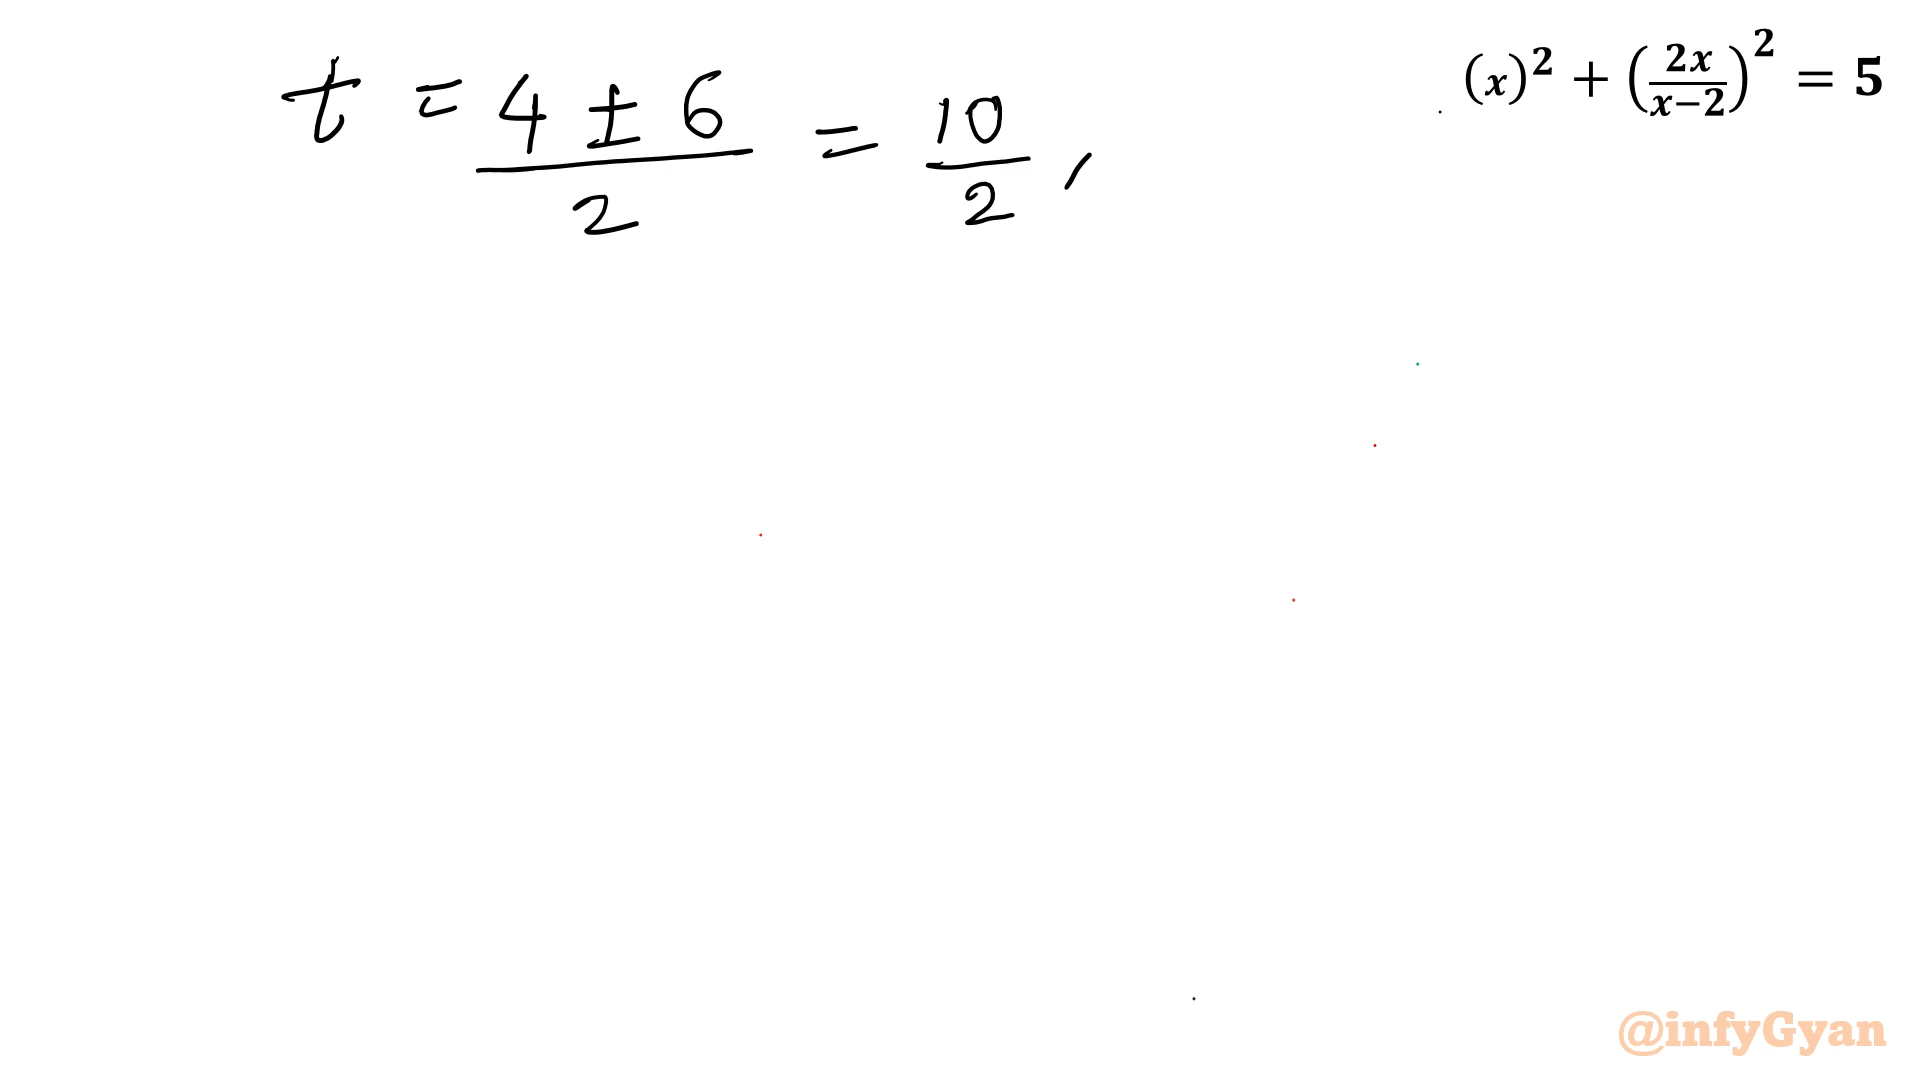 t = (4 ± 6)/2 = 10/2 ,
(x)² + (2x/(x−2))² = 5
@infyGyan